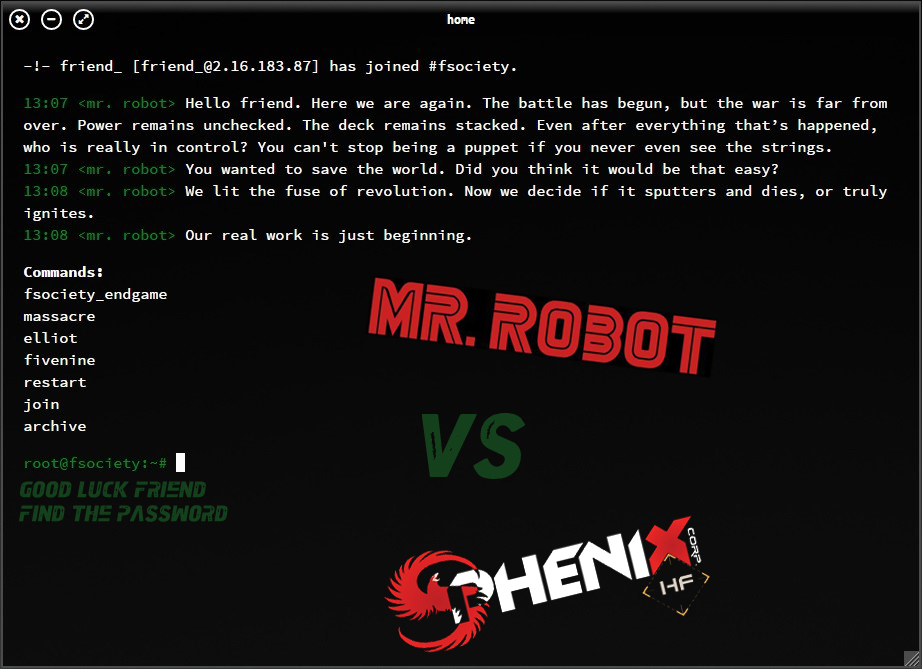 home
-!- friend_ [friend_@2.16.183.87] has joined #fsociety.
13:07 <mr. robot> Hello friend. Here we are again. The battle has begun, but the war is far from
over. Power remains unchecked. The deck remains stacked. Even after everything that’s happened,
who is really in control? You can't stop being a puppet if you never even see the strings.
13:07 <mr. robot> You wanted to save the world. Did you think it would be that easy?
13:08 <mr. robot> We lit the fuse of revolution. Now we decide if it sputters and dies, or truly
ignites.
13:08 <mr. robot> Our real work is just beginning.
Commands:
fsociety_endgame
massacre
elliot
fivenine
restart
join
archive
root@fsociety:~#
GOOD LUCK FRIEND
FIND THE PASSWORD
MR. ROBOT
VS
PHENIX
CORP
HF